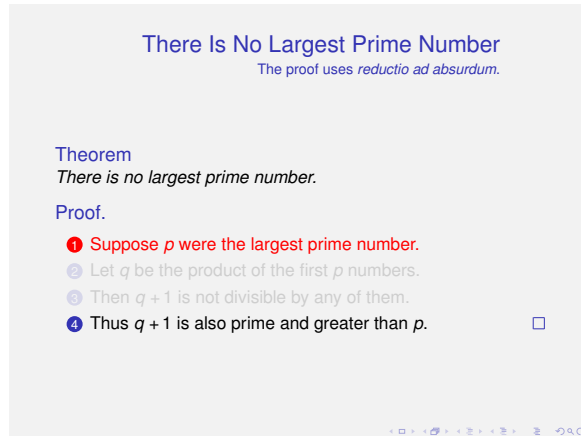 There Is No Largest Prime Number
The proof uses reductio ad absurdum.
Theorem
There is no largest prime number.
Proof.
1 Suppose p were the largest prime number.
2 Let q be the product of the first p numbers.
3 Then q + 1 is not divisible by any of them.
4 Thus q + 1 is also prime and greater than p.